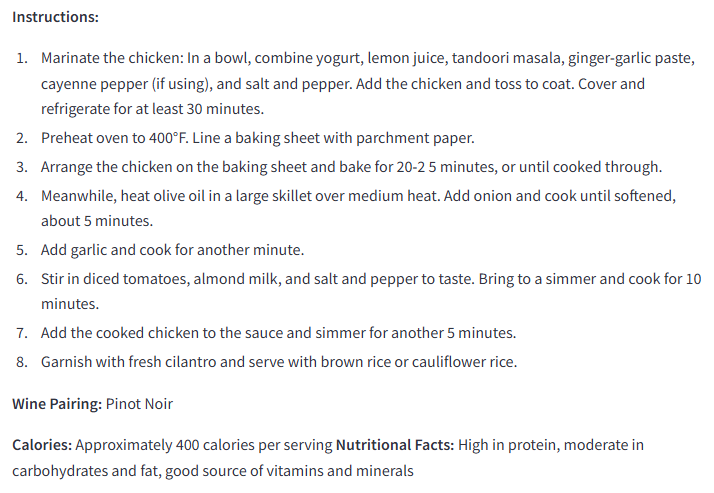 Instructions:
1. Marinate the chicken: In a bowl, combine yogurt, lemon juice, tandoori masala, ginger-garlic paste,
cayenne pepper (if using), and salt and pepper. Add the chicken and toss to coat. Cover and
refrigerate for at least 30 minutes.
2. Preheat oven to 400°F. Line a baking sheet with parchment paper.
3. Arrange the chicken on the baking sheet and bake for 20-2 5 minutes, or until cooked through.
4. Meanwhile, heat olive oil in a large skillet over medium heat. Add onion and cook until softened,
about 5 minutes.
5. Add garlic and cook for another minute.
6. Stir in diced tomatoes, almond milk, and salt and pepper to taste. Bring to a simmer and cook for 10
minutes.
7. Add the cooked chicken to the sauce and simmer for another 5 minutes.
8. Garnish with fresh cilantro and serve with brown rice or cauliflower rice.
Wine Pairing: Pinot Noir
Calories: Approximately 400 calories per serving Nutritional Facts: High in protein, moderate in
carbohydrates and fat, good source of vitamins and minerals